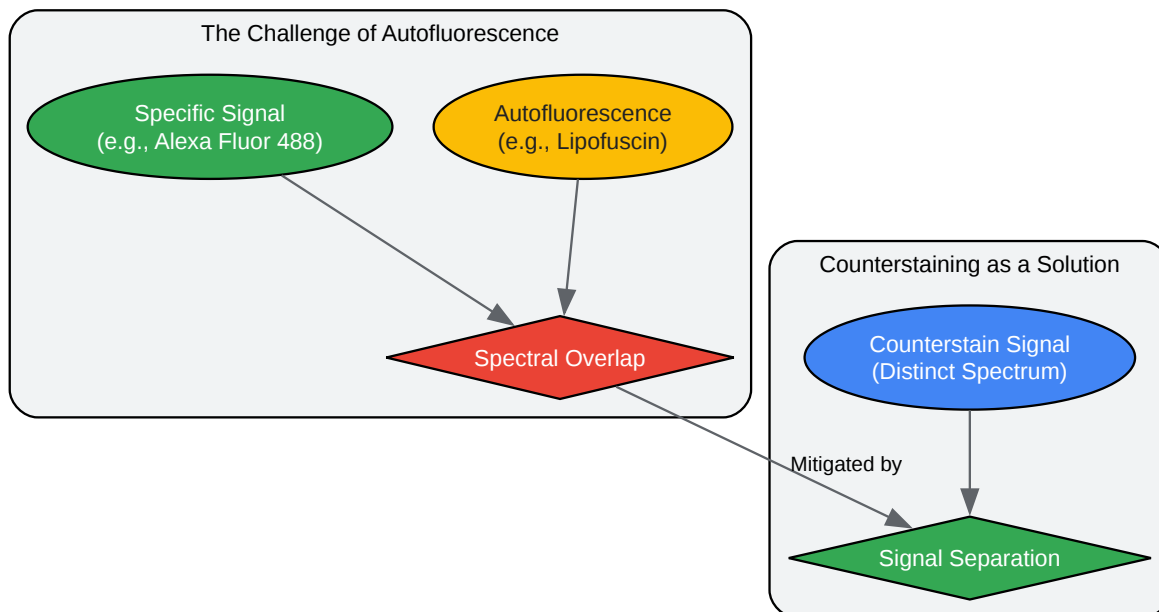 The Challenge of Autofluorescence
Specific Signal
(e.g., Alexa Fluor 488)
Autofluorescence
(e.g., Lipofuscin)
Spectral Overlap
Counterstaining as a Solution
Counterstain Signal
(Distinct Spectrum)
Mitigated by
Signal Separation